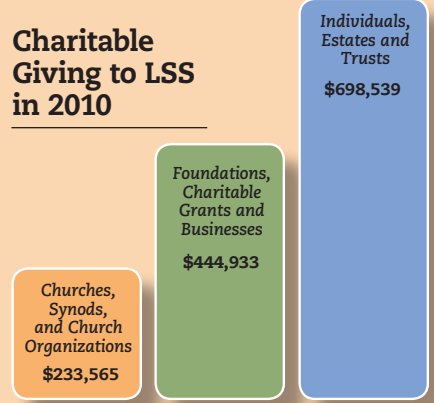 Charitable
Giving to LSS
in 2010
Individuals,
Estates and
Trusts
$698,539
Foundations,
Charitable
Grants and
Businesses
$444,933
Churches,
Synods,
and Church
Organizations
$233,565